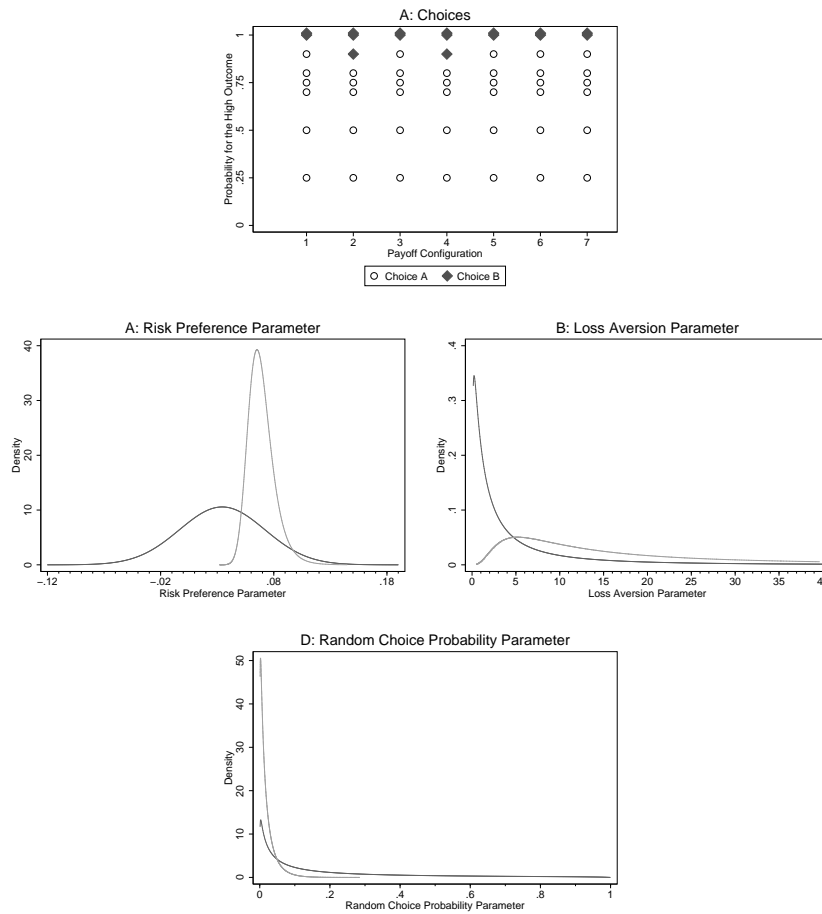 A: Choices
Probability for the High Outcome
1
.75
.5
.25
0
1 2 3 4 5 6 7
Payoff Configuration
Choice A Choice B
A: Risk Preference Parameter
Density
40
30
20
10
0
-.12 -.02 .08 .18
Risk Preference Parameter
B: Loss Aversion Parameter
Density
.4
.3
.2
.1
0
0 5 10 15 20 25 30 35
Loss Aversion Parameter
D: Random Choice Probability Parameter
Density
50
40
30
20
10
0
0 .2 .4 .6 .8 1
Random Choice Probability Parameter